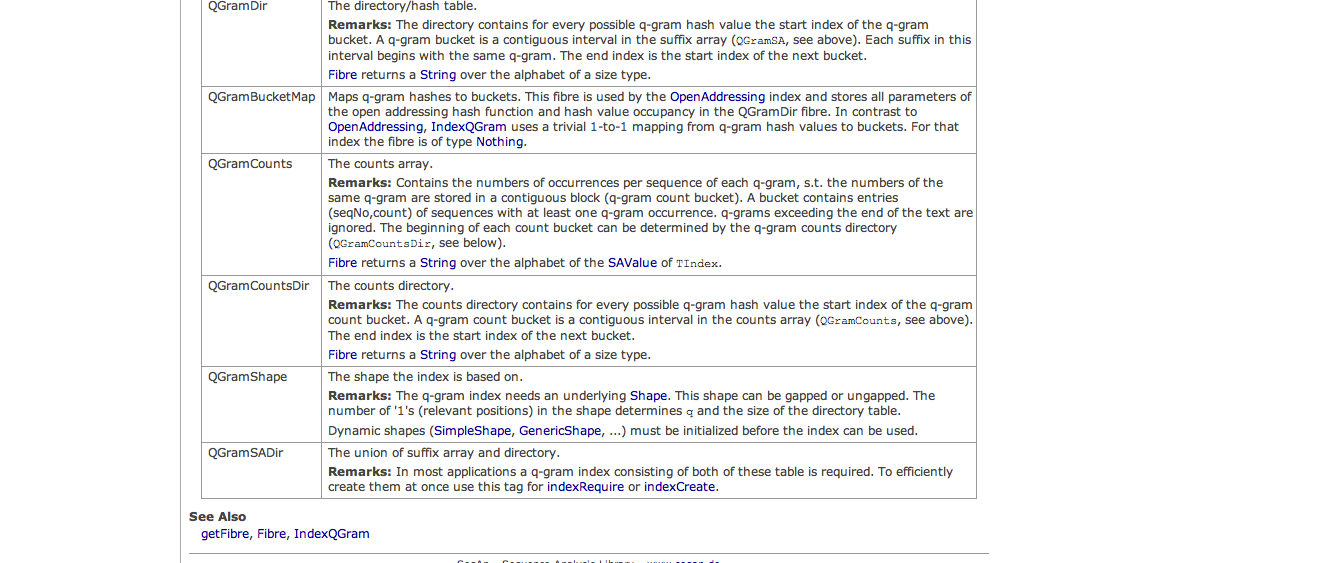 QGramDir
The directory/hash table.
Remarks: The directory contains for every possible q-gram hash value the start index of the q-gram
bucket. A q-gram bucket is a contiguous interval in the suffix array (QGramSA, see above). Each suffix in this
interval begins with the same q-gram. The end index is the start index of the next bucket.
Fibre returns a String over the alphabet of a size type.
QGramBucketMap
Maps q-gram hashes to buckets. This fibre is used by the OpenAddressing index and stores all parameters of
the open addressing hash function and hash value occupancy in the QGramDir fibre. In contrast to
OpenAddressing, IndexQGram uses a trivial 1-to-1 mapping from q-gram hash values to buckets. For that
index the fibre is of type Nothing.
QGramCounts
The counts array.
Remarks: Contains the numbers of occurrences per sequence of each q-gram, s.t. the numbers of the
same q-gram are stored in a contiguous block (q-gram count bucket). A bucket contains entries
(seqNo,count) of sequences with at least one q-gram occurrence. q-grams exceeding the end of the text are
ignored. The beginning of each count bucket can be determined by the q-gram counts directory
(QGramCountsDir, see below).
Fibre returns a String over the alphabet of the SAValue of TIndex.
QGramCountsDir
The counts directory.
Remarks: The counts directory contains for every possible q-gram hash value the start index of the q-gram
count bucket. A q-gram count bucket is a contiguous interval in the counts array (QGramCounts, see above).
The end index is the start index of the next bucket.
Fibre returns a String over the alphabet of a size type.
QGramShape
The shape the index is based on.
Remarks: The q-gram index needs an underlying Shape. This shape can be gapped or ungapped. The
number of '1's (relevant positions) in the shape determines q and the size of the directory table.
Dynamic shapes (SimpleShape, GenericShape, ...) must be initialized before the index can be used.
QGramSADir
The union of suffix array and directory.
Remarks: In most applications a q-gram index consisting of both of these table is required. To efficiently
create them at once use this tag for indexRequire or indexCreate.
See Also
getFibre, Fibre, IndexQGram
SeqAn - Sequence Analysis Library - www.seqan.de